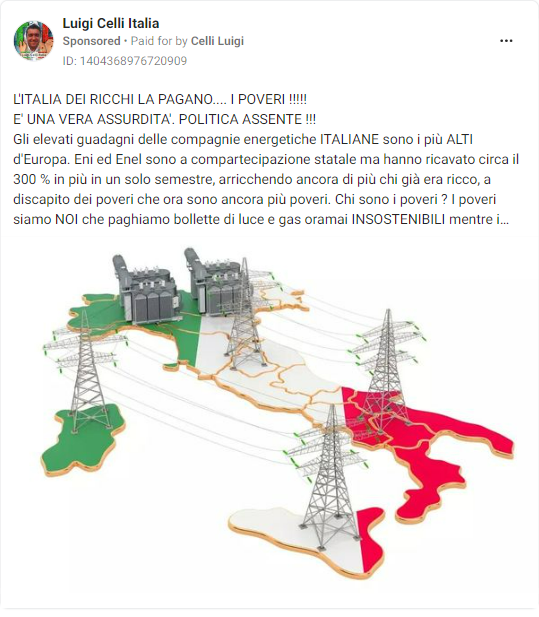 Luigi Celli Italia
Sponsored • Paid for by Celli Luigi
ID: 1404368976720909
L'ITALIA DEI RICCHI LA PAGANO.... I POVERI !!!!!
E' UNA VERA ASSURDITA'. POLITICA ASSENTE !!!
Gli elevati guadagni delle compagnie energetiche ITALIANE sono i più ALTI
d'Europa. Eni ed Enel sono a compartecipazione statale ma hanno ricavato circa il
300 % in più in un solo semestre, arricchendo ancora di più chi già era ricco, a
discapito dei poveri che ora sono ancora più poveri. Chi sono i poveri ? I poveri
siamo NOI che paghiamo bollette di luce e gas oramai INSOSTENIBILI mentre i...